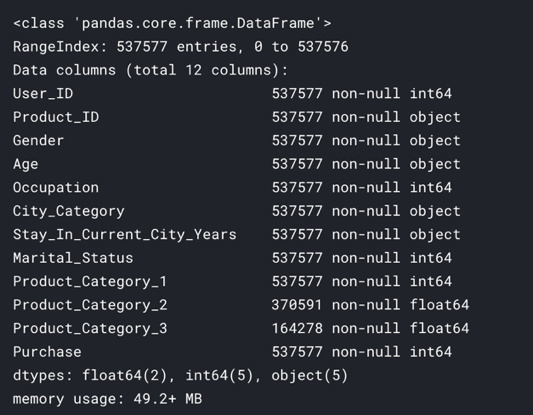 <class 'pandas.core.frame.DataFrame'>
RangeIndex: 537577 entries, 0 to 537576
Data columns (total 12 columns):
User_ID                       537577 non-null int64
Product_ID                    537577 non-null object
Gender                        537577 non-null object
Age                           537577 non-null object
Occupation                    537577 non-null int64
City_Category                 537577 non-null object
Stay_In_Current_City_Years    537577 non-null object
Marital_Status                537577 non-null int64
Product_Category_1            537577 non-null int64
Product_Category_2            370591 non-null float64
Product_Category_3            164278 non-null float64
Purchase                      537577 non-null int64
dtypes: float64(2), int64(5), object(5)
memory usage: 49.2+ MB